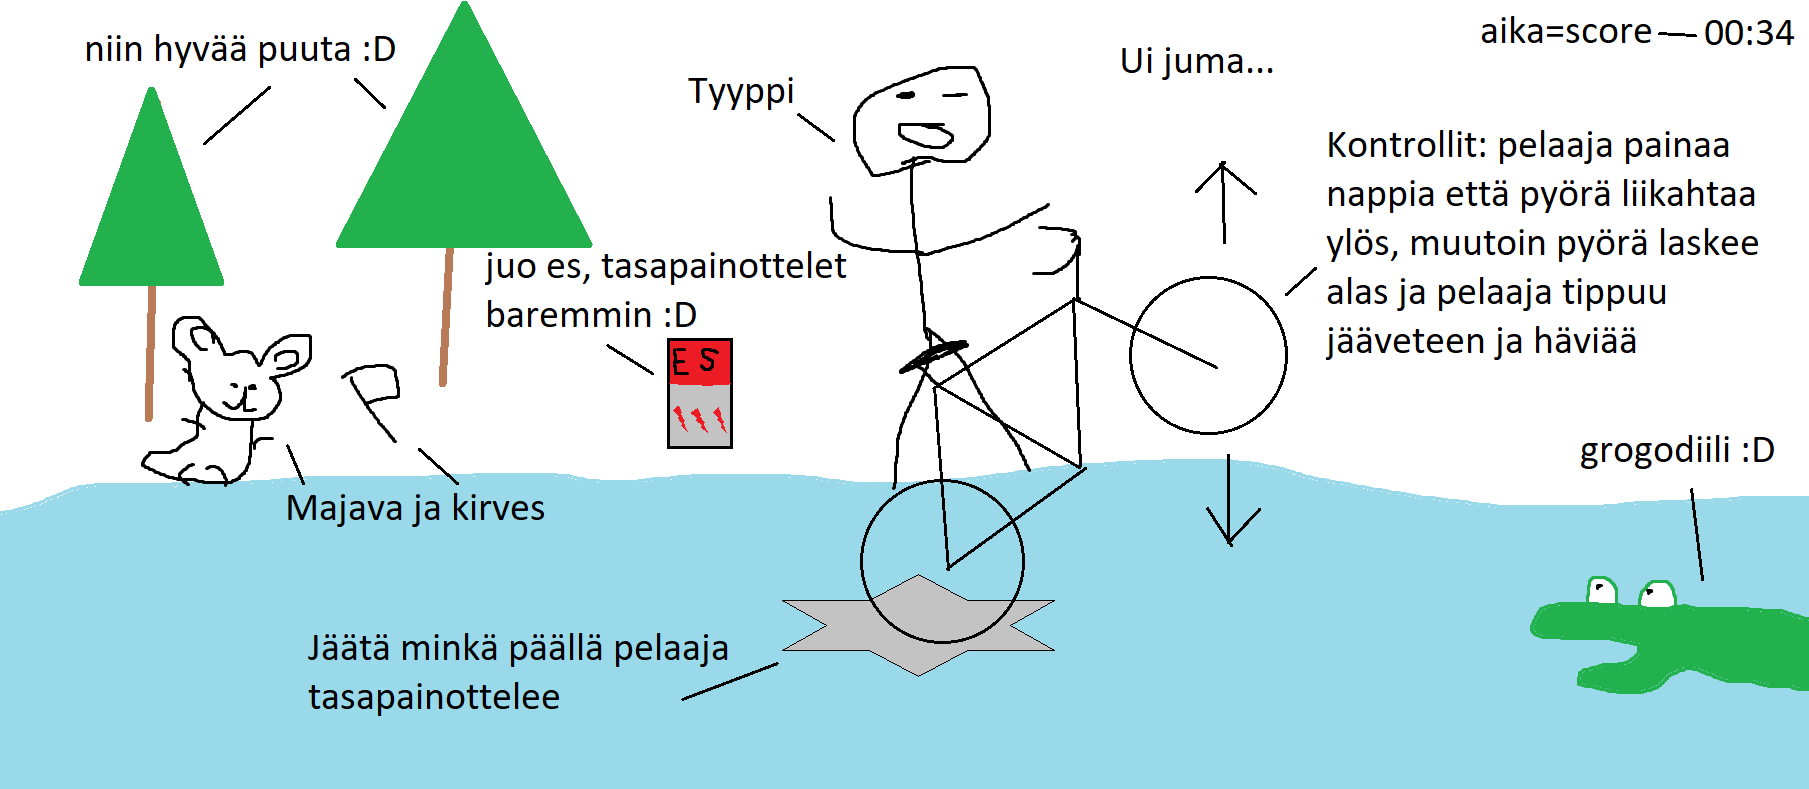 niin hyvää puuta :D
Tyyppi
Ui juma...
aika=score
00:34
Kontrollit: pelaaja painaa
nappia että pyörä liikahtaa
ylös, muutoin pyörä laskee
alas ja pelaaja tippuu
jääveteen ja häviää
juo es, tasapainottelet
baremmin :D
ES
grogodiili :D
Majava ja kirves
Jäätä minkä päällä pelaaja
tasapainottelee